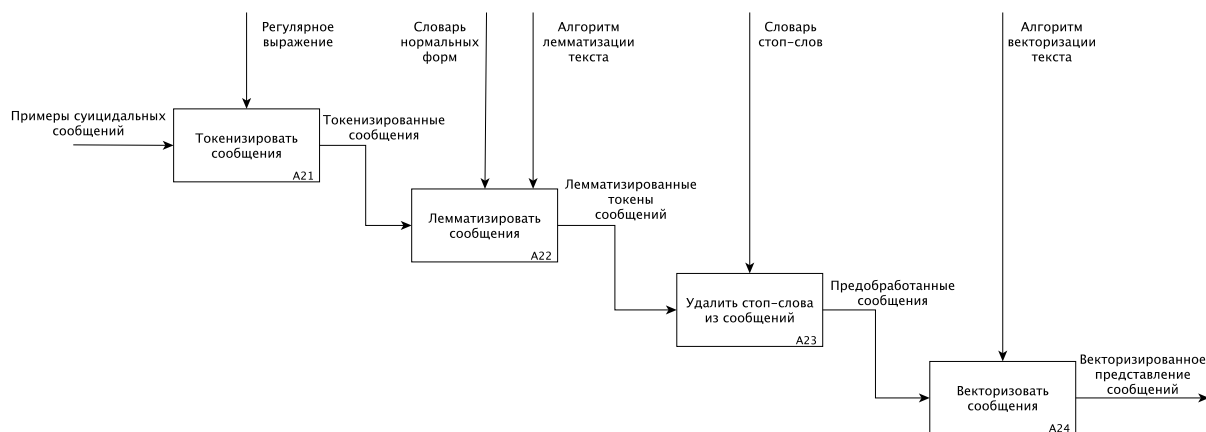 Регулярное
выражение
Словарь
нормальных
форм
Алгоритм
лемматизации
текста
Словарь
стоп-слов
Алгоритм
векторизации
текста
Примеры суицидальных
сообщений
Токенизировать
сообщения
A21
Токенизированные
сообщения
Лемматизировать
сообщения
A22
Лемматизированные
токены
сообщений
Удалить стоп-слова
из сообщений
A23
Предобработанные
сообщения
Векторизовать
сообщения
A24
Векторизированное
представление
сообщений